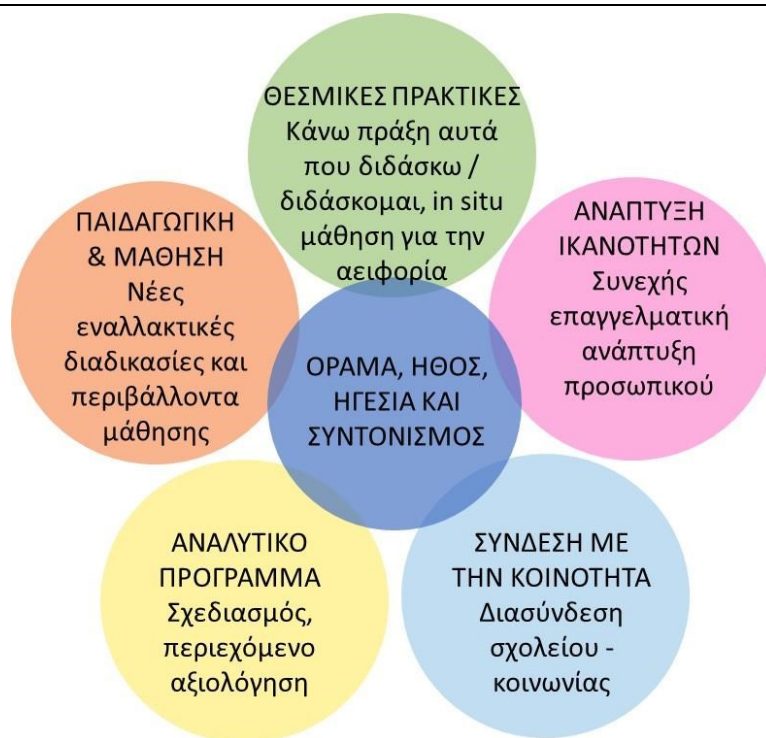 ΘΕΣΜΙΚΕΣ ΠΡΑΚΤΙΚΕΣ
Κάνω πράξη αυτά
που διδάσκω /
διδάσκομαι, in situ
μάθηση για την
αειφορία
ΠΑΙΔΑΓΩΓΙΚΗ
& ΜΑΘΗΣΗ
Νέες
εναλλακτικές
διαδικασίες και
περιβάλλοντα
μάθησης
ΑΝΑΠΤΥΞΗ
ΙΚΑΝΟΤΗΤΩΝ
Συνεχής
επαγγελματική
ανάπτυξη
προσωπικού
ΟΡΑΜΑ, ΗΘΟΣ,
ΗΓΕΣΙΑ ΚΑΙ
ΣΥΝΤΟΝΙΣΜΟΣ
ΑΝΑΛΥΤΙΚΟ
ΠΡΟΓΡΑΜΜΑ
Σχεδιασμός,
περιεχόμενο
αξιολόγηση
ΣΥΝΔΕΣΗ ΜΕ
ΤΗΝ ΚΟΙΝΟΤΗΤΑ
Διασύνδεση
σχολείου -
κοινωνίας